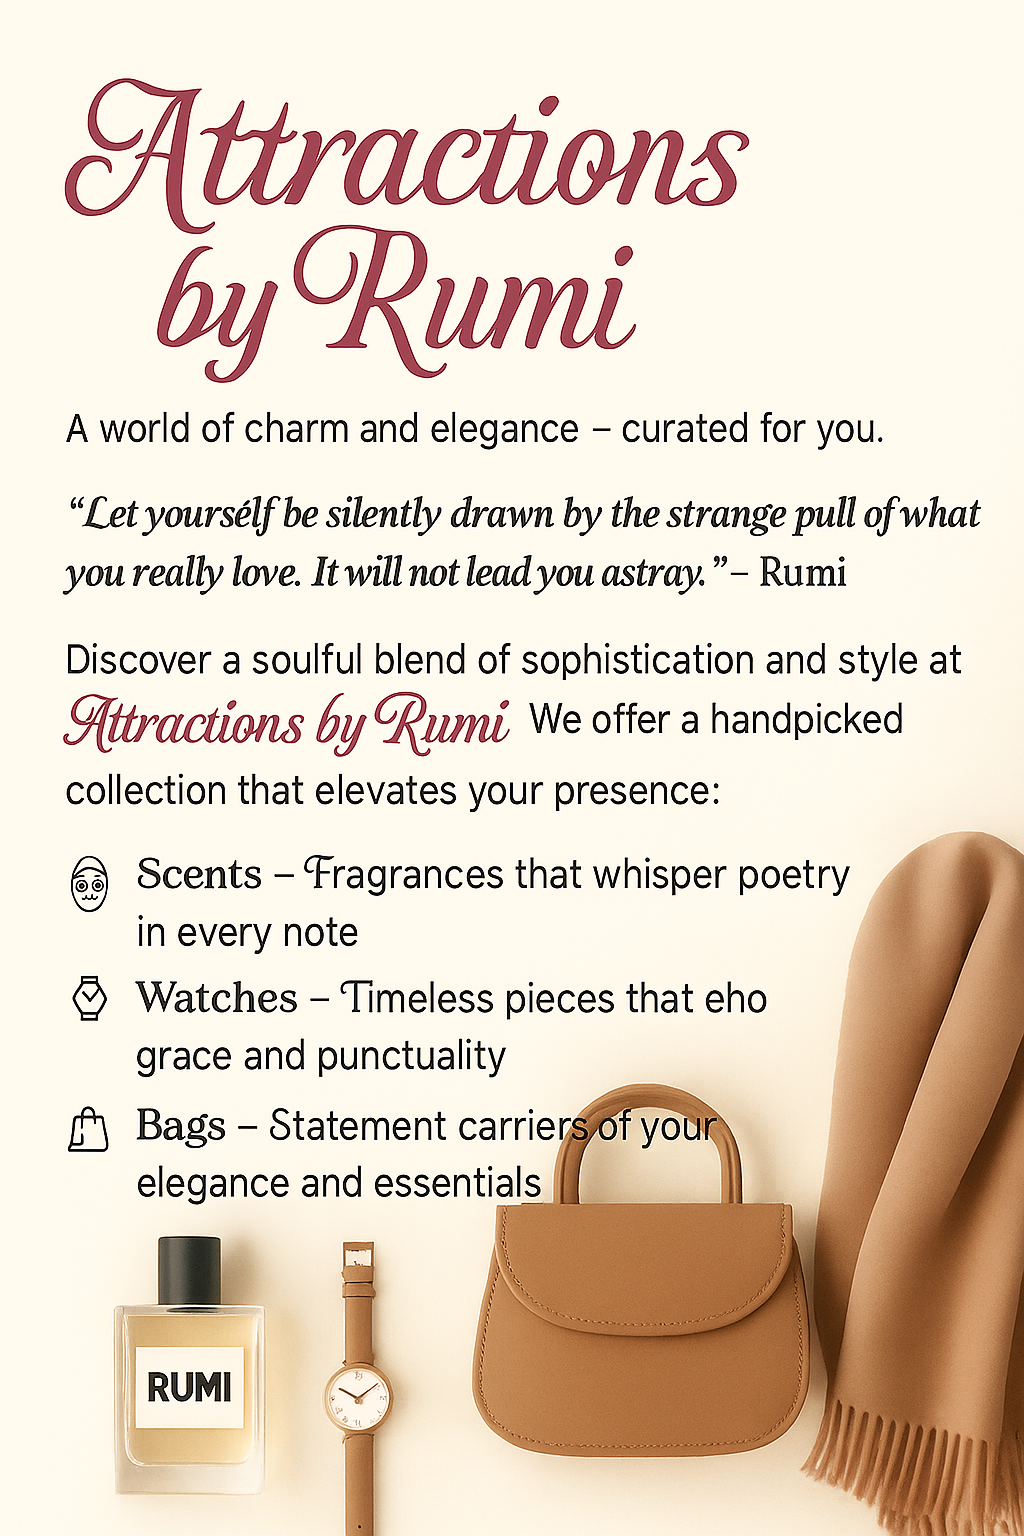 Attractions
by Rumi
A world of charm and elegance – curated for you.
“Let yoursélf be silently drawn by the strange pull of what
you really love. It will not lead you astray.” – Rumi
Discover a soulful blend of sophistication and style at
Attractions by Rumi We offer a handpicked
collection that elevates your presence:
Scents – Fragrances that whisper poetry
in every note
Watches – Timeless pieces that eho
grace and punctuality
Bags – Statement carriers of your
elegance and essentials
RUMI